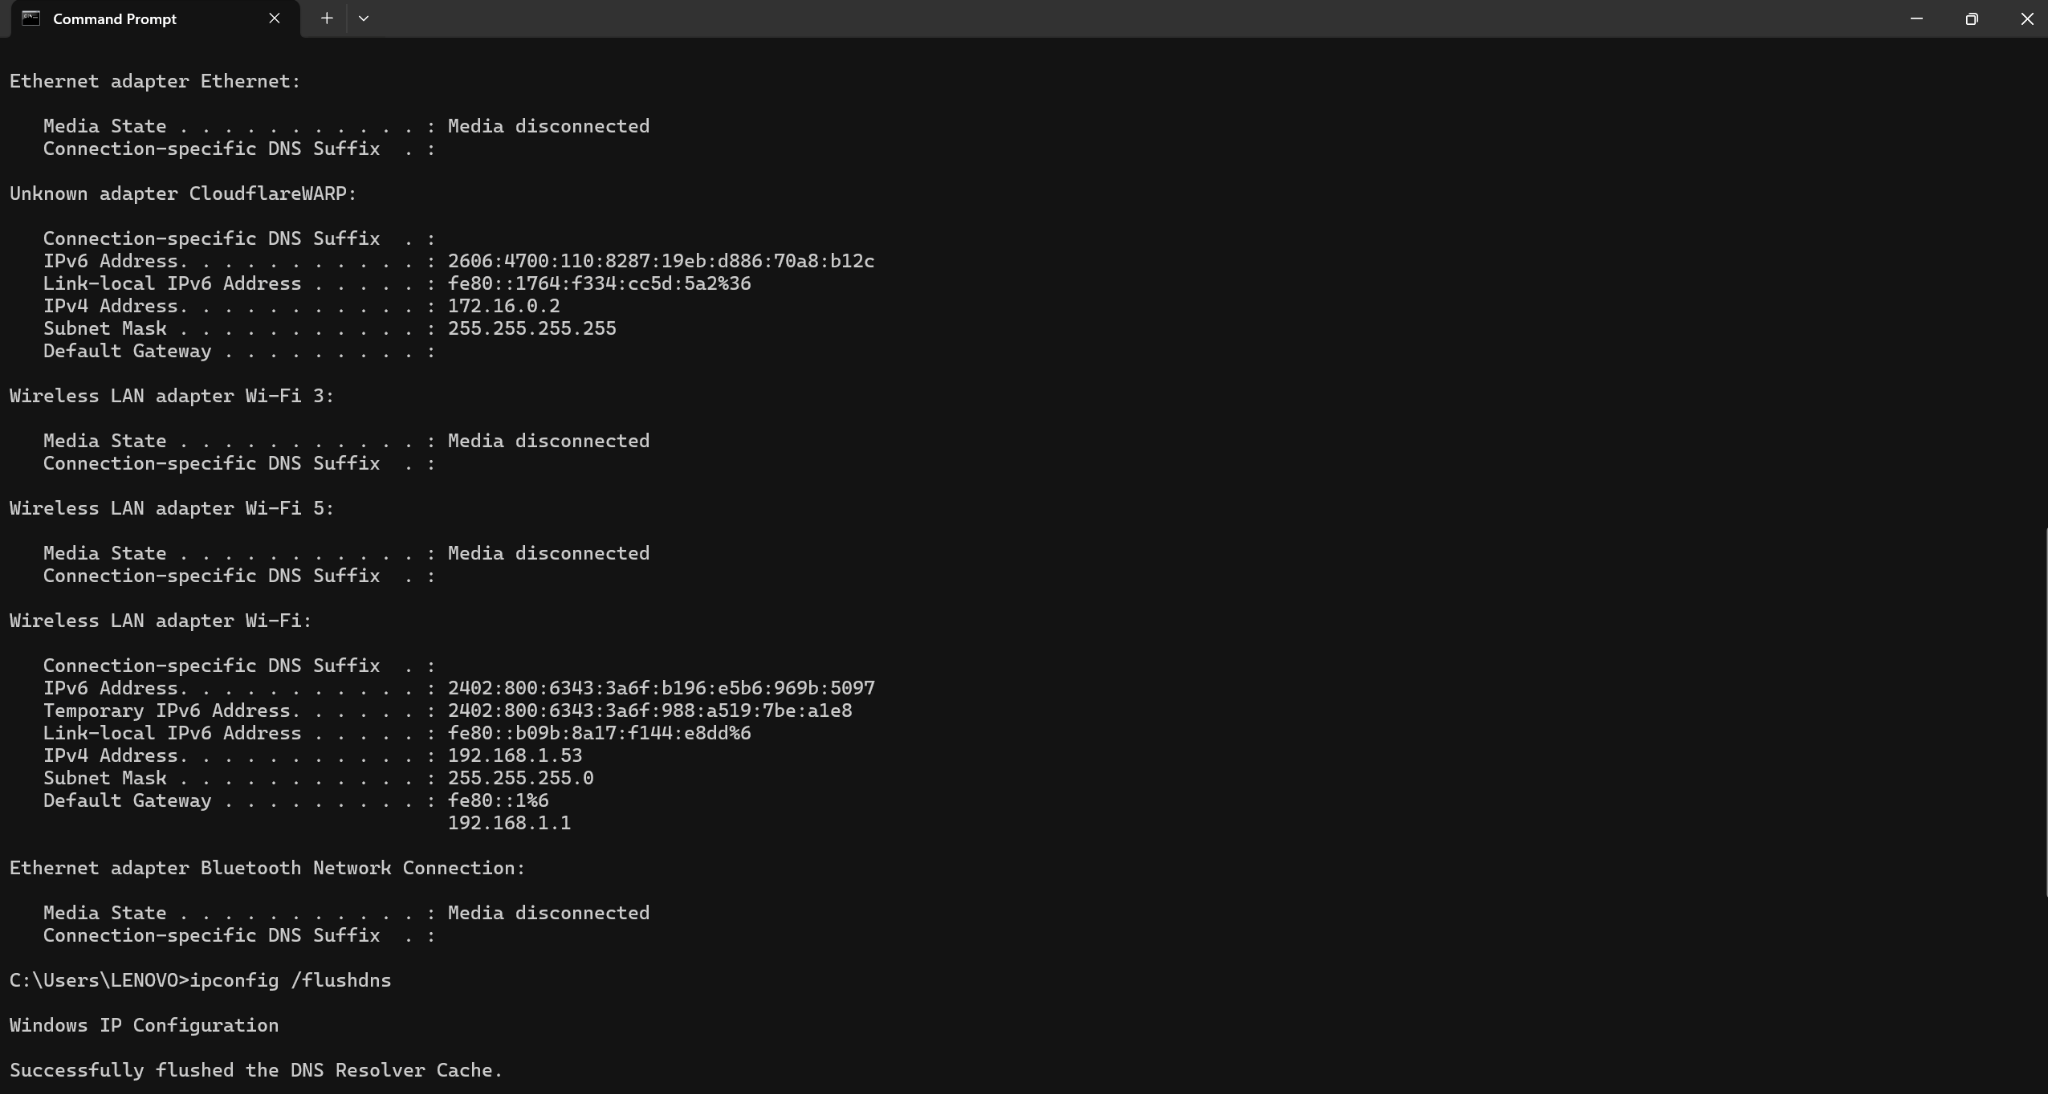 Command Prompt
Ethernet adapter Ethernet:
   Media State . . . . . . . . . . . : Media disconnected
   Connection-specific DNS Suffix  . :
Unknown adapter CloudflareWARP:
   Connection-specific DNS Suffix  . :
   IPv6 Address. . . . . . . . . . . : 2606:4700:110:8287:19eb:d886:70a8:b12c
   Link-local IPv6 Address . . . . . : fe80::1764:f334:cc5d:5a2%36
   IPv4 Address. . . . . . . . . . . : 172.16.0.2
   Subnet Mask . . . . . . . . . . . : 255.255.255.255
   Default Gateway . . . . . . . . . :
Wireless LAN adapter Wi-Fi 3:
   Media State . . . . . . . . . . . : Media disconnected
   Connection-specific DNS Suffix  . :
Wireless LAN adapter Wi-Fi 5:
   Media State . . . . . . . . . . . : Media disconnected
   Connection-specific DNS Suffix  . :
Wireless LAN adapter Wi-Fi:
   Connection-specific DNS Suffix  . :
   IPv6 Address. . . . . . . . . . . : 2402:800:6343:3a6f:b196:e5b6:969b:5097
   Temporary IPv6 Address. . . . . . : 2402:800:6343:3a6f:988:a519:7be:a1e8
   Link-local IPv6 Address . . . . . : fe80::b09b:8a17:f144:e8dd%6
   IPv4 Address. . . . . . . . . . . : 192.168.1.53
   Subnet Mask . . . . . . . . . . . : 255.255.255.0
   Default Gateway . . . . . . . . . : fe80::1%6
                                       192.168.1.1
Ethernet adapter Bluetooth Network Connection:
   Media State . . . . . . . . . . . : Media disconnected
   Connection-specific DNS Suffix  . :
C:\Users\LENOVO>ipconfig /flushdns
Windows IP Configuration
Successfully flushed the DNS Resolver Cache.